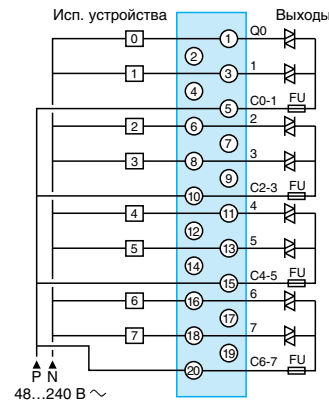 Исп. устройства Выходы
0 1 Q0
2
1 3 1
4
5 C0-1 FU
2 6 2
7
3 8 3
9
10 C2-3 FU
4 11 4
12
5 13 5
14
15 C4-5 FU
6 16 6
17
7 18 7
19
20 C6-7 FU
P N
48...240 В ~